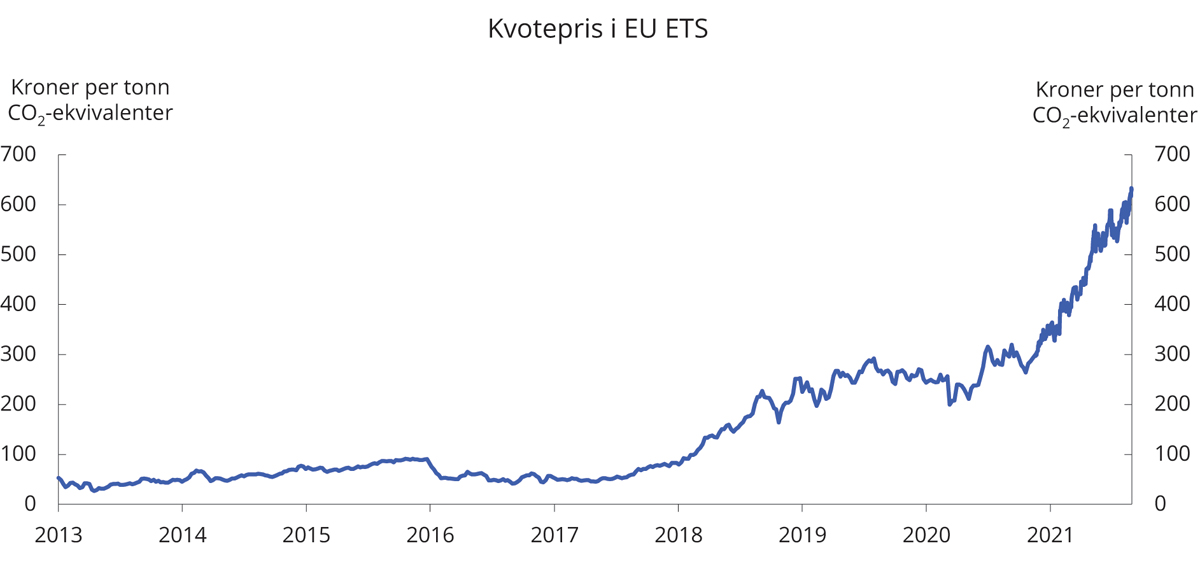 Kvotepris i EU ETS
Kroner per tonn
CO₂-ekvivalenter
Kroner per tonn
CO₂-ekvivalenter
700 700
600 600
500 500
400 400
300 300
200 200
100 100
0 0
2013 2014 2015 2016 2017 2018 2019 2020 2021